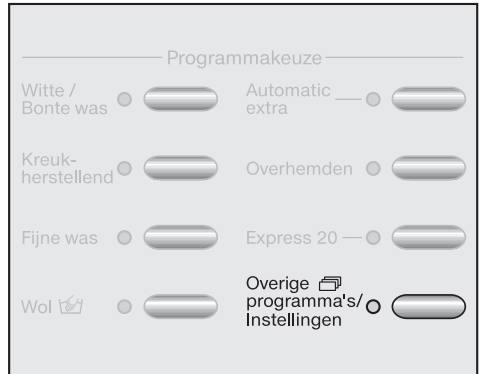 Programmakeuze
Witte /
Bonte was
Automatic
extra
Kreuk-
herstellend
Overhemden
Fijne was
Express 20
Wol
Overige
programma's/
Instellingen